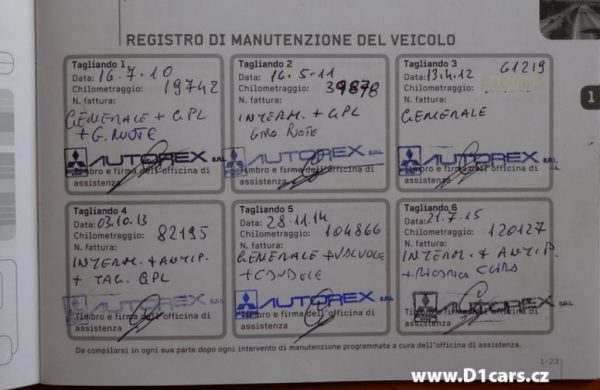 REGISTRO DI MANUTENZIONE DEL VEICOLO
Tagliando 1
Data: 16.7.10
Chilometraggio: 19742
N. fattura:
GENERALE + GPL
+ G. RUOTE
AUTOREX S.R.L.
Timbro e firma dell'officina di
assistenza
Tagliando 2
Data: 16.5-11
Chilometraggio:
N. fattura:
INTERM. + GPL
GIRO RUOTE
AUTOREX S.R.L.
Timbro e firma dell'officina di
assistenza
Tagliando 3
Data: 13.4.12
Chilometraggio: 61219
N. fattura:
GENERALE
AUTOREX S.R.L.
Timbro e firma dell'officina di
assistenza
1
Tagliando 4
Data: 03.10.13
Chilometraggio: 82195
N. fattura:
INTERM. + ANTIP.
+ TAG. GPL
AUTOREX S.R.L.
Timbro e firma dell'officina di
assistenza
Tagliando 5
Data: 28.11.14
Chilometraggio: 104866
N. fattura:
GENERALE + VALVOLE
+ CANDELE
AUTOREX S.R.L.
Timbro e firma dell'officina di
assistenza
Tagliando 6
Data: 21.7.15
Chilometraggio: 120127
N. fattura:
INTERM. + ANTIP.
+ RICARICA CLIMA
AUTOREX S.R.L.
Timbro e firma dell'officina di
assistenza
Da compilarsi in ogni sua parte dopo ogni intervento di manutenzione programmata a cura dell'officina di assistenza.
1-23
www.D1cars.cz